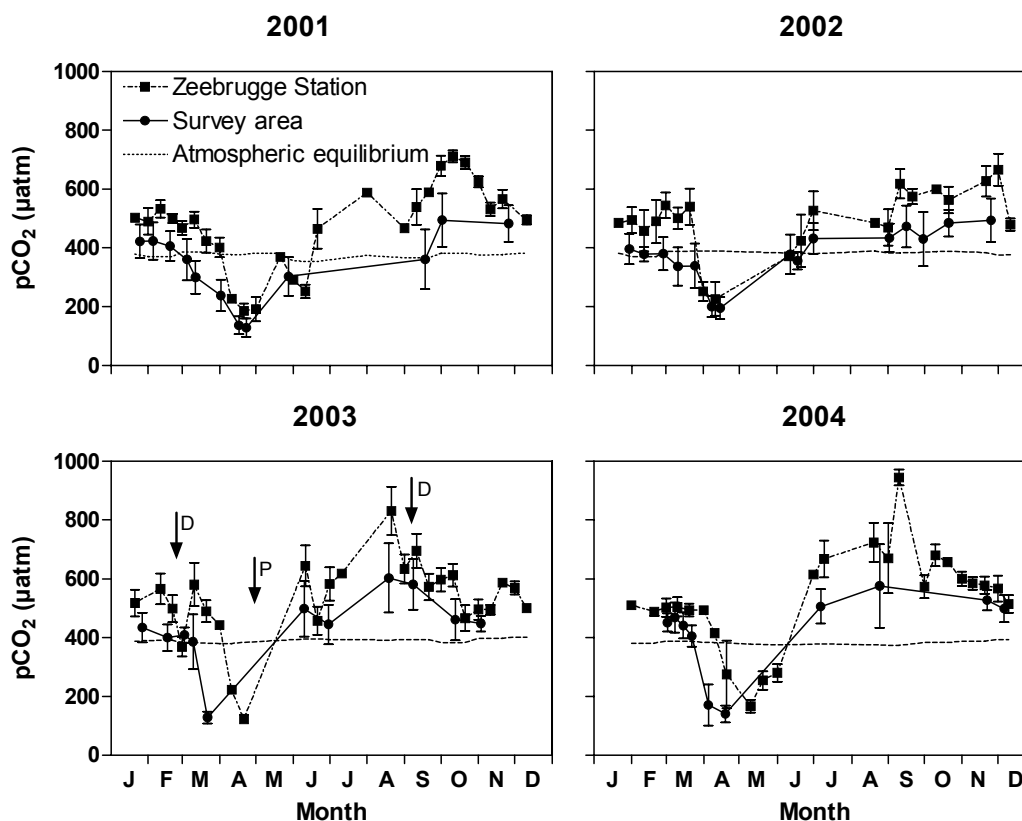 2001
2002
1000
800
600
400
200
0
pCO2 (μatm)
Zeebrugge Station
Survey area
Atmospheric equilibrium
2003
2004
1000
800
600
400
200
0
pCO2 (μatm)
D
P
D
J F M A M J J A S O N D
J F M A M J J A S O N D
Month
Month